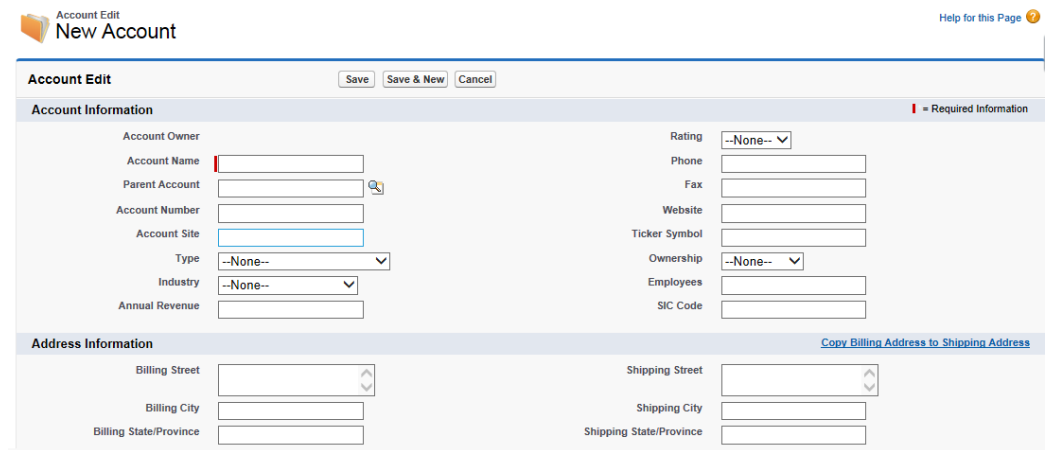 Account Edit
New Account
Help for this Page ?
Account Edit Save Save & New Cancel
Account Information = Required Information
Account Owner Rating --None--
Account Name Phone
Parent Account Fax
Account Number Website
Account Site Ticker Symbol
Type --None-- Ownership --None--
Industry --None-- Employees
Annual Revenue SIC Code
Address Information Copy Billing Address to Shipping Address
Billing Street Shipping Street
Billing City Shipping City
Billing State/Province Shipping State/Province